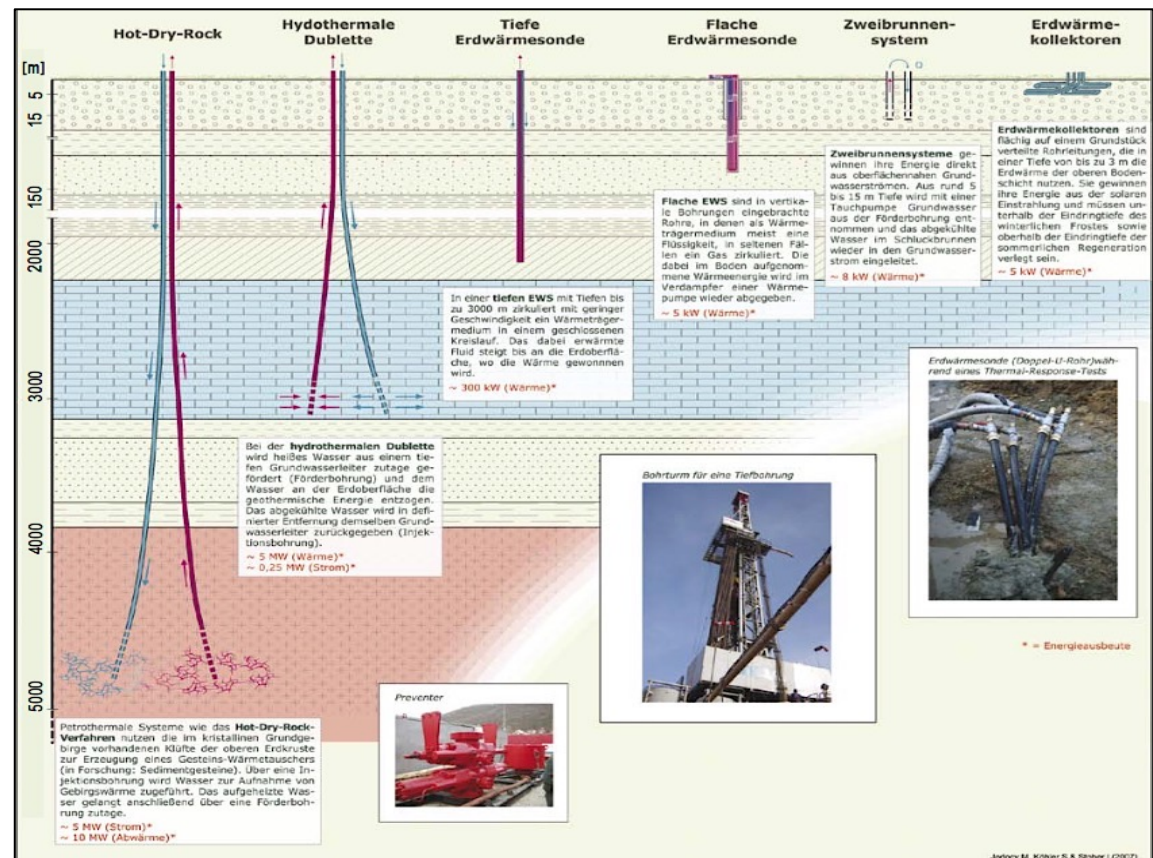 Hot-Dry-Rock
Hydothermale
Dublette
Tiefe
Erdwärmesonde
Flache
Erdwärmesonde
Zweibrunnen-
system
Erdwärme-
kollektoren
[m]
5
15
150
2000
3000
4000
5000
Erdwärmekollektoren sind
flächig auf einem Grundstück
verteilte Rohrleitungen, die in
einer Tiefe von bis zu 3 m die
Erdwärme der oberen Boden-
schicht nutzen. Sie gewinnen
ihre Energie aus der solaren
Einstrahlung und müssen un-
terhalb der Eindringtiefe des
winterlichen Frostes sowie
oberhalb der Eindringtiefe der
sommerlichen Regeneration
verlegt sein.
~ 5 kW (Wärme)*
Zweibrunnensysteme ge-
winnen ihre Energie direkt
aus oberflächennahen Grund-
wasserströmen. Aus rund 5
bis 15 m Tiefe wird mit einer
Tauchpumpe Grundwasser
aus der Förderbohrung ent-
nommen und das abgekühlte
Wasser im Schluckbrunnen
wieder in den Grundwasser-
strom eingeleitet.
~ 8 kW (Wärme)*
Flache EWS sind in vertika-
le Bohrungen eingebrachte
Rohre, in denen als Wärme-
trägermedium meist eine
Flüssigkeit, in seltenen Fäl-
len ein Gas zirkuliert. Die
dabei im Boden aufgenom-
mene Wärmeenergie wird im
Verdampfer einer Wärme-
pumpe wieder abgegeben.
~ 5 kW (Wärme)*
In einer tiefen EWS mit Tiefen bis
zu 3000 m zirkuliert mit geringer
Geschwindigkeit ein Wärmeträger-
medium in einem geschlossenen
Kreislauf. Das dabei erwärmte
Fluid steigt bis an die Erdoberflä-
che, wo die Wärme gewonnnen
wird.
~ 300 kW (Wärme)*
Bei der hydrothermalen Dublette
wird heißes Wasser aus einem tie-
fen Grundwasserleiter zutage ge-
fördert (Förderbohrung) und dem
Wasser an der Erdoberfläche die
geothermische Energie entzogen.
Das abgekühlte Wasser wird in defi-
nierter Entfernung demselben Grund-
wasserleiter zurückgegeben (Injek-
tionsbohrung).
~ 5 MW (Wärme)*
~ 0,25 MW (Strom)*
Erdwärmesonde (Doppel-U-Rohr)wäh-
rend eines Thermal-Response-Tests
Bohrturm für eine Tiefbohrung
* = Energieausbeute
Preventer
Petrothermale Systeme wie das Hot-Dry-Rock-
Verfahren nutzen die im kristallinen Grundge-
birge vorhandenen Klüfte der oberen Erdkruste
zur Erzeugung eines Gesteins-Wärmetauschers
(in Forschung: Sedimentgesteine). Über eine In-
jektionsbohrung wird Wasser zur Aufnahme von
Gebirgswärme zugeführt. Das aufgeheizte Was-
ser gelangt anschließend über eine Förderboh-
rung zutage.
~ 5 MW (Strom)*
~ 10 MW (Abwärme)*